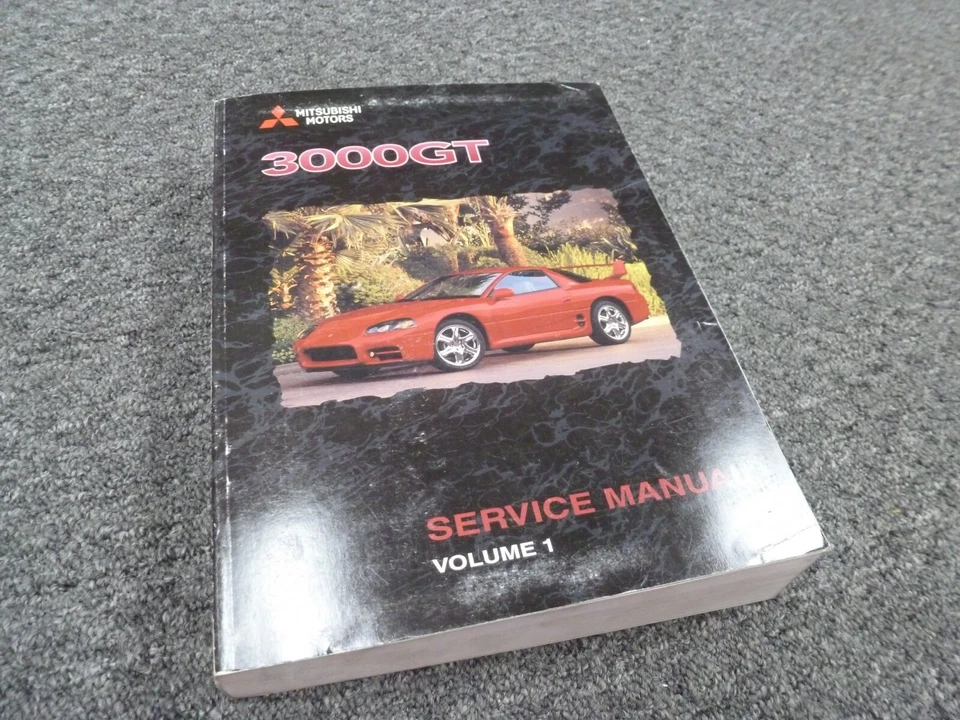 MITSUBISHI
MOTORS
3000GT
SERVICE MANUAL
VOLUME 1